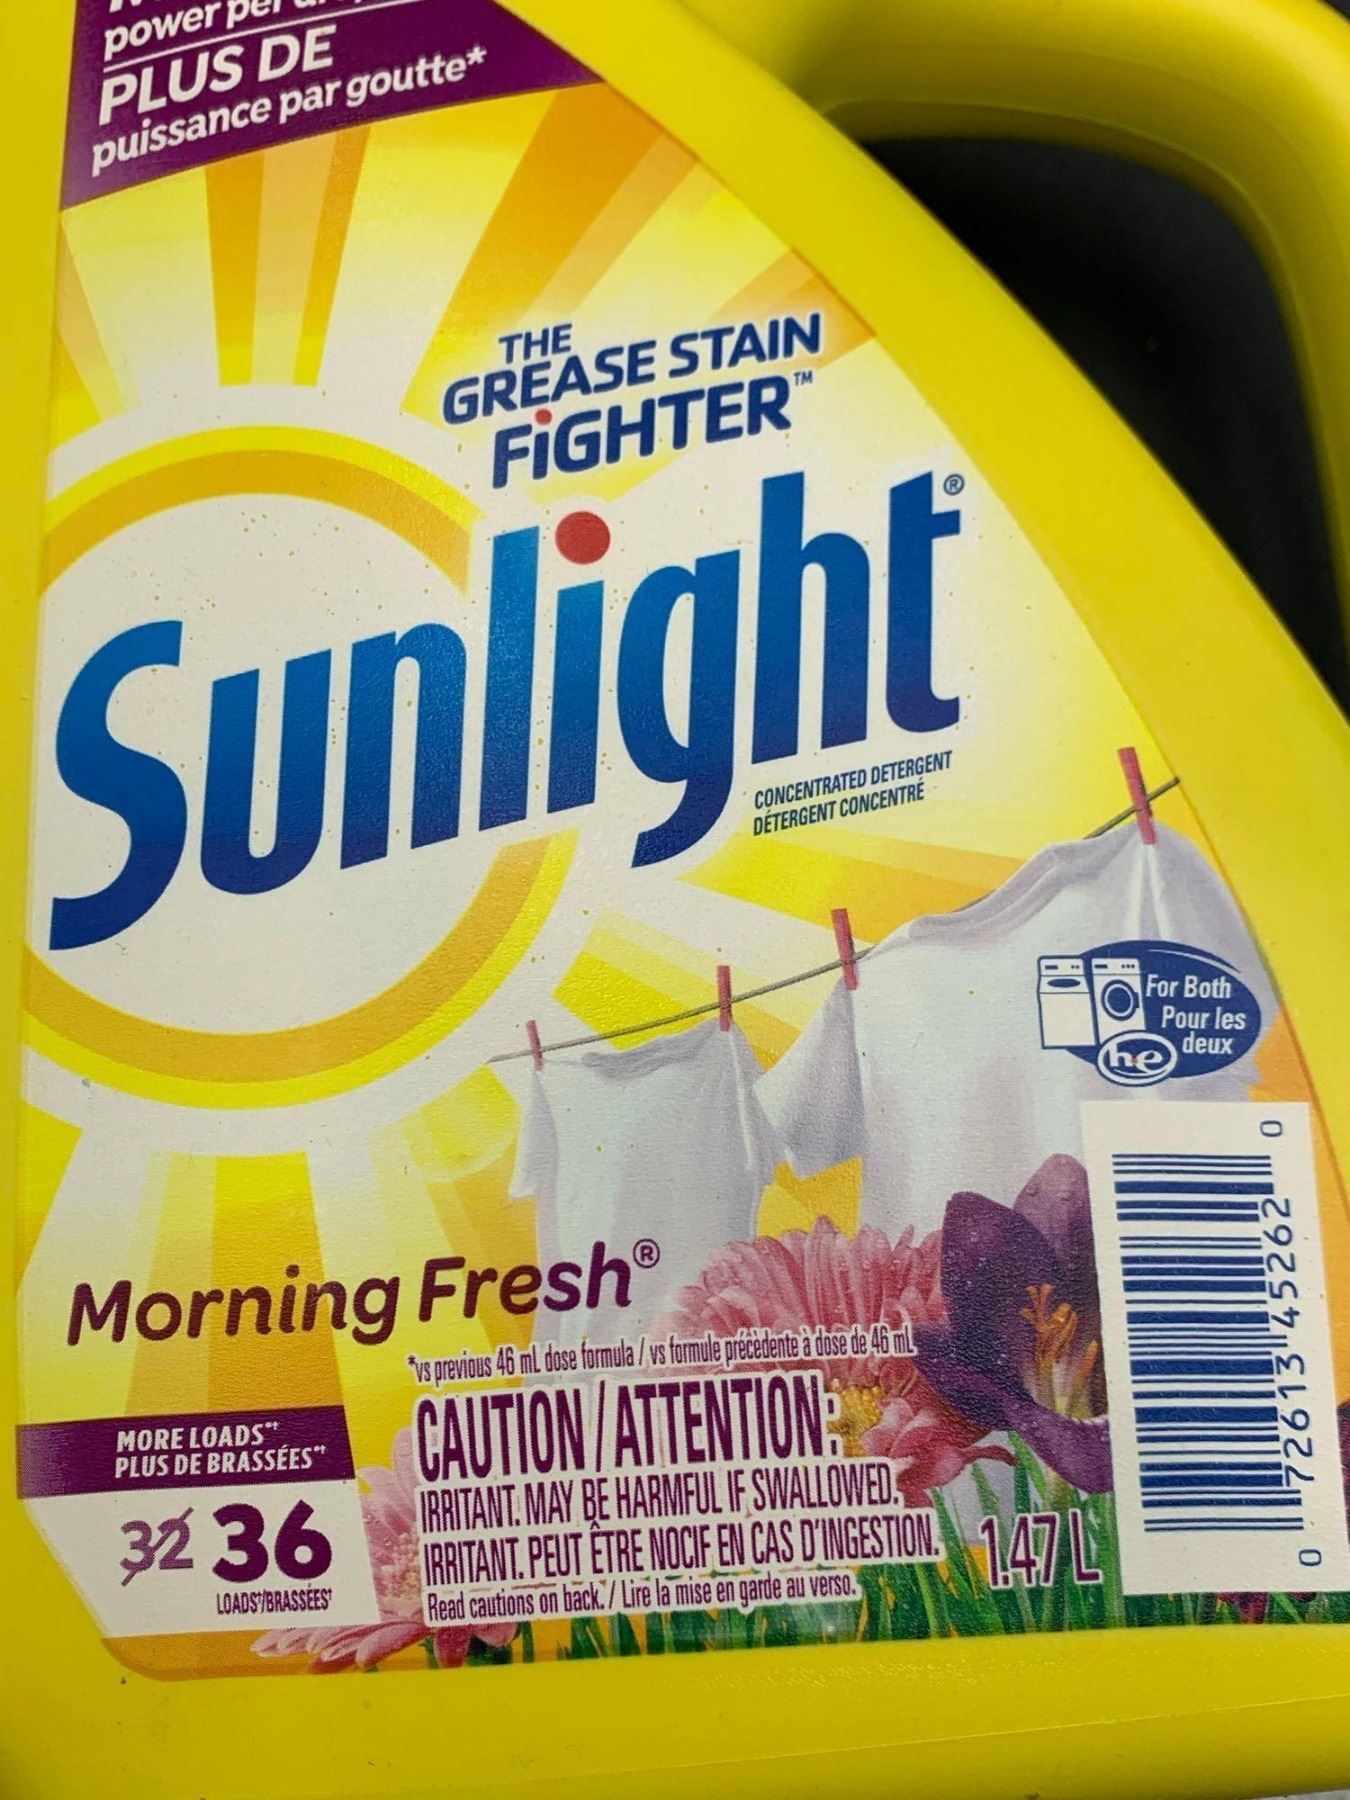 power per
PLUS DE
puissance par goutte*
THE
GREASE STAIN
FiGHTER™
Sunlight®
CONCENTRATED DETERGENT
DÉTERGENT CONCENTRÉ
For Both
Pour les
deux
he
Morning Fresh®
*vs previous 46 mL dose formula / vs formule précédente à dose de 46 mL
MORE LOADS*†
PLUS DE BRASSÉES*†
32 36
LOADS†/BRASSÉES†
CAUTION / ATTENTION:
IRRITANT. MAY BE HARMFUL IF SWALLOWED.
IRRITANT. PEUT ÊTRE NOCIF EN CAS D'INGESTION.
Read cautions on back. / Lire la mise en garde au verso.
1.47 L
0 72613 45262 0